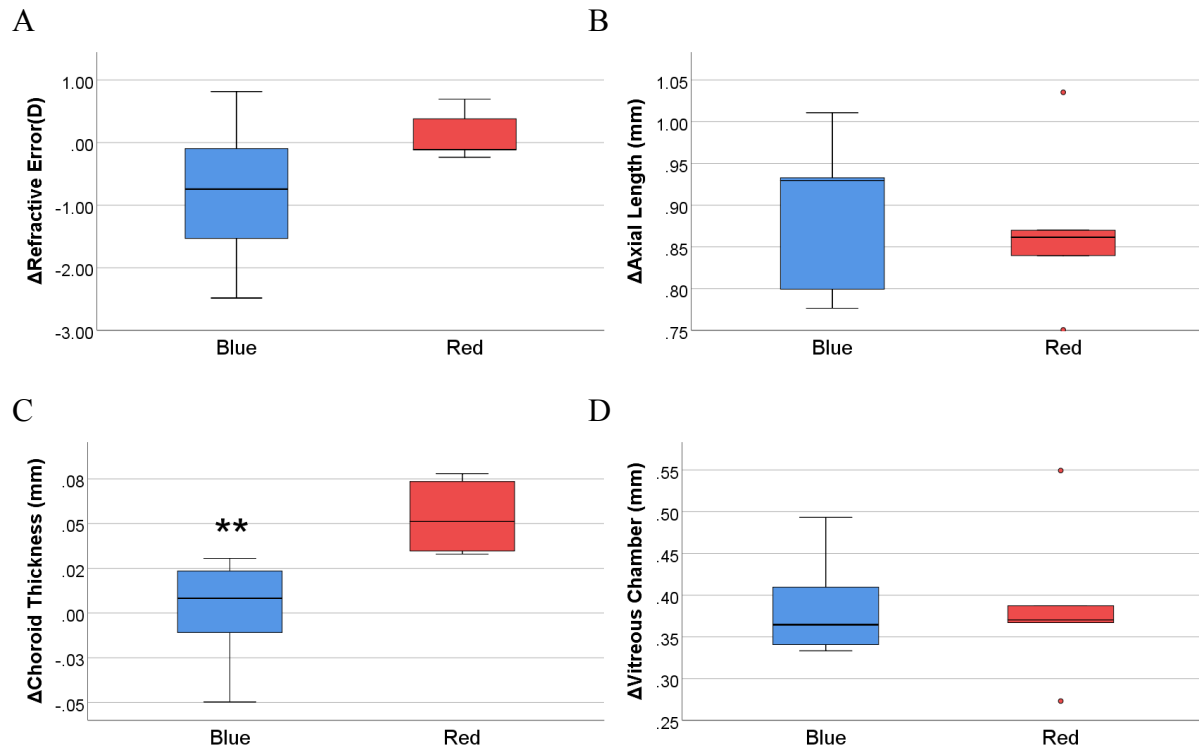 A
ΔRefractive Error(D)
1.00
.00
-1.00
-2.00
-3.00
Blue
Red
B
ΔAxial Length (mm)
1.05
1.00
.95
.90
.85
.80
.75
Blue
Red
C
ΔChoroid Thickness (mm)
.08
.05
.02
.00
-.03
-.05
**
Blue
Red
D
ΔVitreous Chamber (mm)
.55
.50
.45
.40
.35
.30
.25
Blue
Red